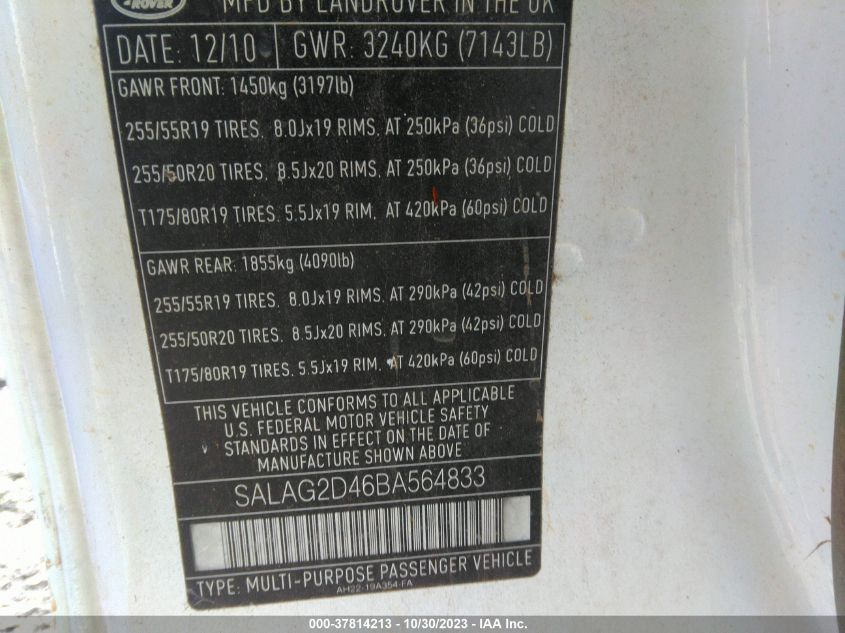 ROVER
MFD BY LANDROVER IN THE UK
DATE: 12/10 GWR: 3240KG (7143LB)
GAWR FRONT: 1450kg (3197lb)
255/55R19 TIRES, 8.0Jx19 RIMS, AT 250kPa (36psi) COLD
255/50R20 TIRES, 8.5Jx20 RIMS, AT 250kPa (36psi) COLD
T175/80R19 TIRES. 5.5Jx19 RIM, AT 420kPa (60psi) COLD
GAWR REAR: 1855kg (4090lb)
255/55R19 TIRES, 8.0Jx19 RIMS, AT 290kPa (42psi) COLD
255/50R20 TIRES, 8.5Jx20 RIMS, AT 290kPa (42psi) COLD
T175/80R19 TIRES. 5.5Jx19 RIM, AT 420kPa (60psi) COLD
THIS VEHICLE CONFORMS TO ALL APPLICABLE
U.S. FEDERAL MOTOR VEHICLE SAFETY
STANDARDS IN EFFECT ON THE DATE OF
MANUFACTURE SHOWN ABOVE.
SALAG2D46BA564833
TYPE: MULTI-PURPOSE PASSENGER VEHICLE
AH22-19A354-FA
000-37814213 - 10/30/2023 - IAA Inc.